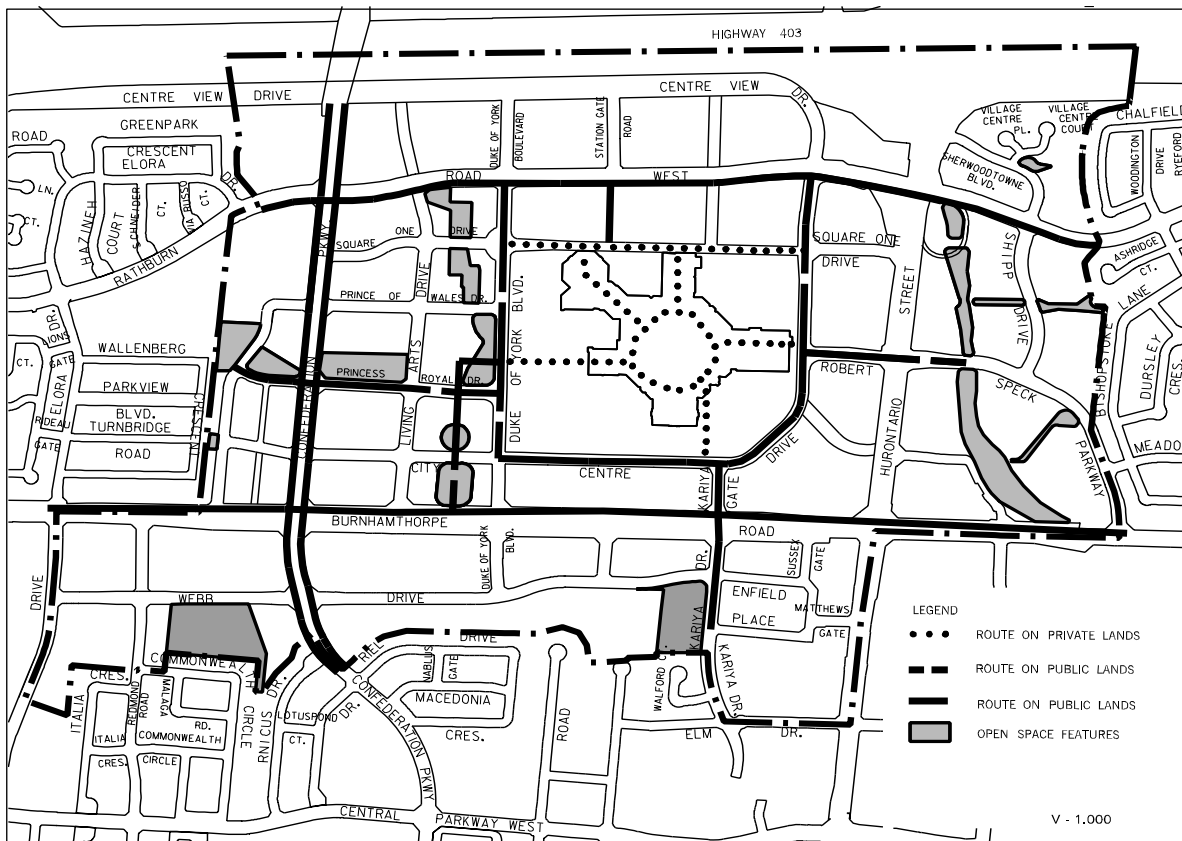 HIGHWAY 403
CENTRE VIEW DRIVE
CENTRE VIEW DR.
GREENPARK
ROAD
CRESCENT
ELORA
DR.
LN.
CT.
HAZINEH
COURT
SCHNEIDER
CT.
VIA RUSSO
CT.
RATHBURN
ROAD WEST
DUKE OF YORK
BOULEVARD
STATION GATE
ROAD
VILLAGE
CENTRE
PL.
VILLAGE
CENTRE
COURT
CHALFIELD
SHERWOODTOWNE
BLVD.
WOODINGTON
DRIVE
RYEFORD
PKWY
SQUARE ONE DRIVE
SQUARE ONE
DRIVE
SHIPP
DRIVE
ASHRIDGE
CT.
LANE
PRINCE OF WALES DR.
DRIVE
DUKE OF YORK BLVD.
STREET
BISHOPSTOKE
DURSLEY
CRES.
DR.
LIONS
GATE
CT.
WALLENBERG
ELORA
PARKVIEW
BLVD.
TURNBRIDGE
RIDEAU
GATE
ROAD
CRESCENT
CONFEDERATION
PRINCESS ROYAL DR.
ARTS
LIVING
ROBERT
SPECK
PARKWAY
HURONTARIO
MEADO
CITY
CENTRE
DRIVE
KARIYA
GATE
BURNHAMTHORPE
ROAD
DUKE OF YORK
BLVD.
DR.
SUSSEX
GATE
DRIVE
WEBB
DRIVE
ENFIELD
PLACE
MATTHEWS
GATE
KARIYA
KARIYA DR.
LEGEND
ROUTE ON PRIVATE LANDS
ROUTE ON PUBLIC LANDS
ROUTE ON PUBLIC LANDS
OPEN SPACE FEATURES
COMMONWEALTH
CIRCLE
CRES.
ITALIA
REDMOND
ROAD
MALAGA
RD.
ITALIA
COMMONWEALTH
CRES.
CIRCLE
DR.
LOTUSPOND
DR.
CT.
RIEL
DRIVE
NABLUS
GATE
MACEDONIA
CRES.
CONFEDERATION PKWY
ROAD
WALFORD
ELM
DR.
CENTRAL PARKWAY WEST
V - 1.000